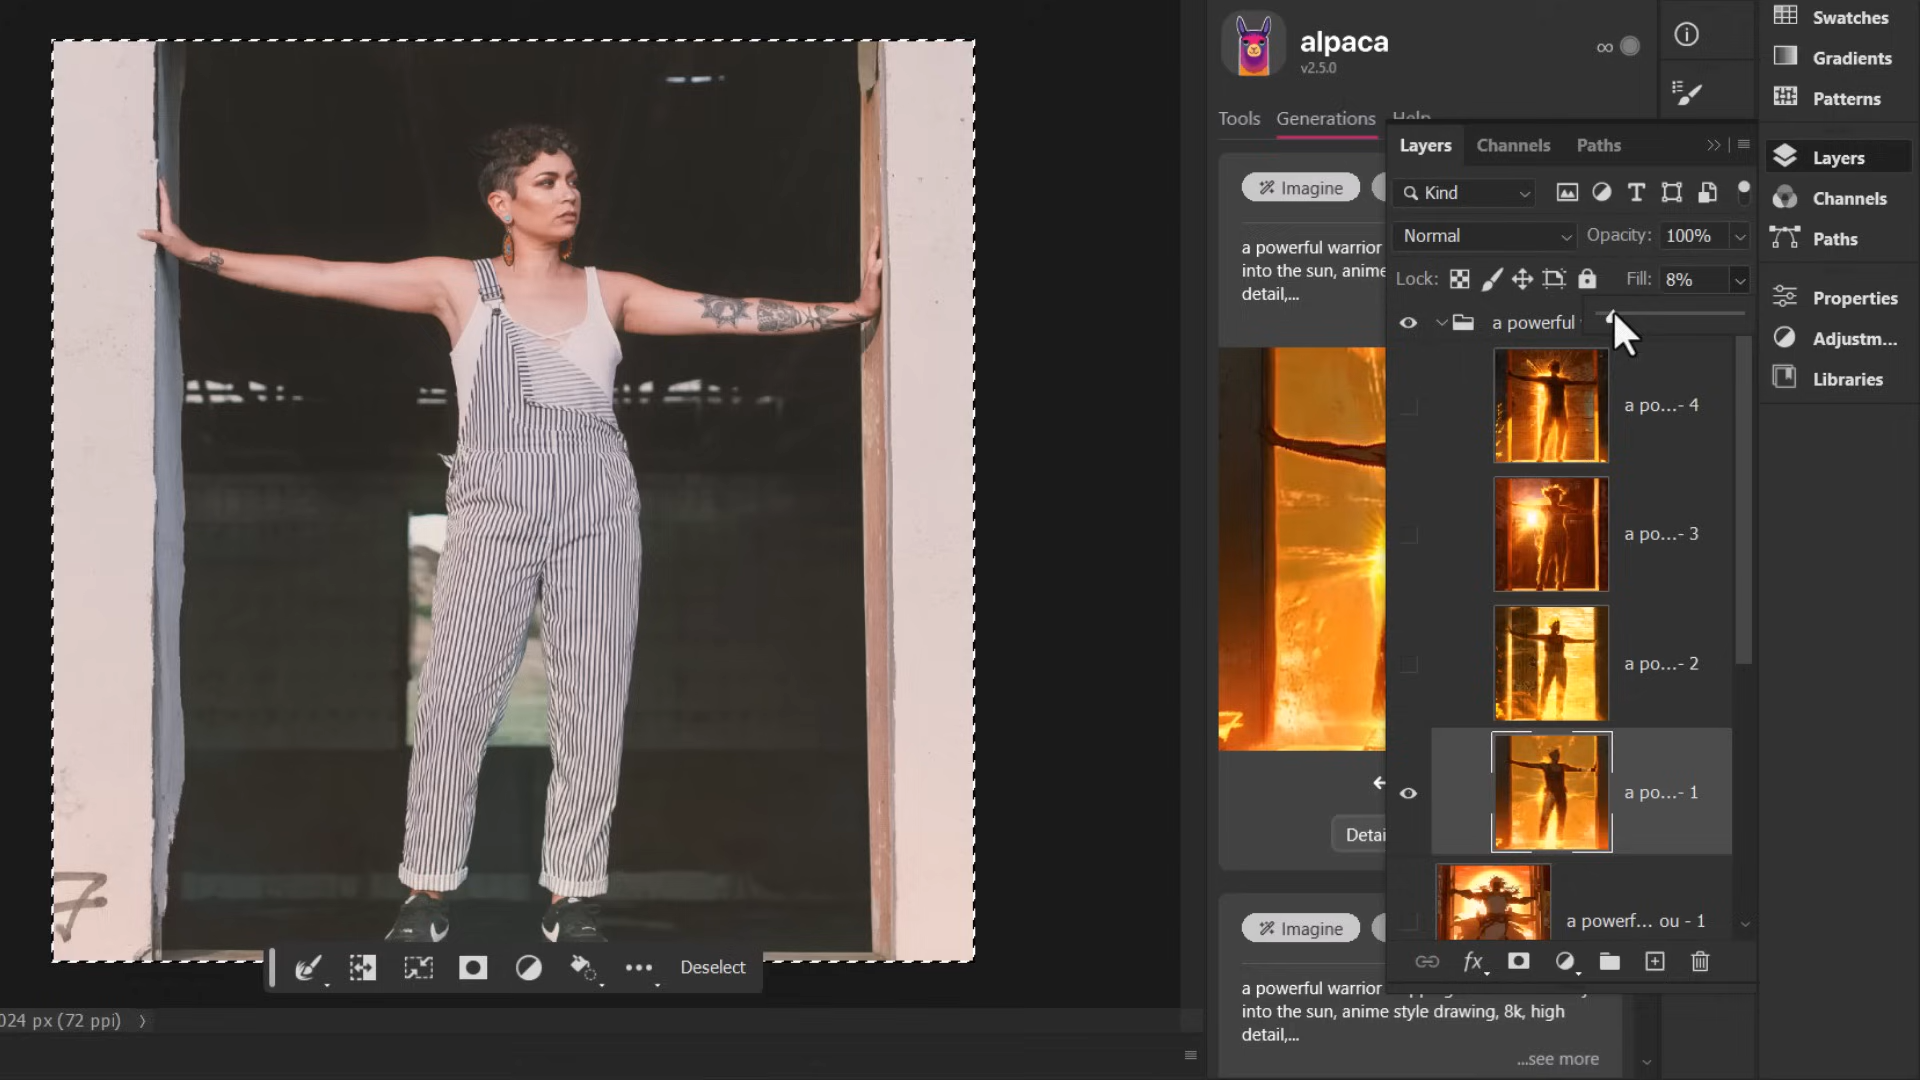 alpaca
v2.5.0
Tools Generations Help
Imagine
a powerful warrior
into the sun, anime
detail,...
Detai
Imagine
a powerful warrior
into the sun, anime style drawing, 8k, high
detail,...
...see more
Layers Channels Paths
Kind
Normal Opacity: 100%
Lock: Fill: 8%
a powerful
a po...- 4
a po...- 3
a po...- 2
a po...- 1
a powerf... ou - 1
fx
Swatches
Gradients
Patterns
Layers
Channels
Paths
Properties
Adjustm...
Libraries
7
Deselect
024 px (72 ppi)